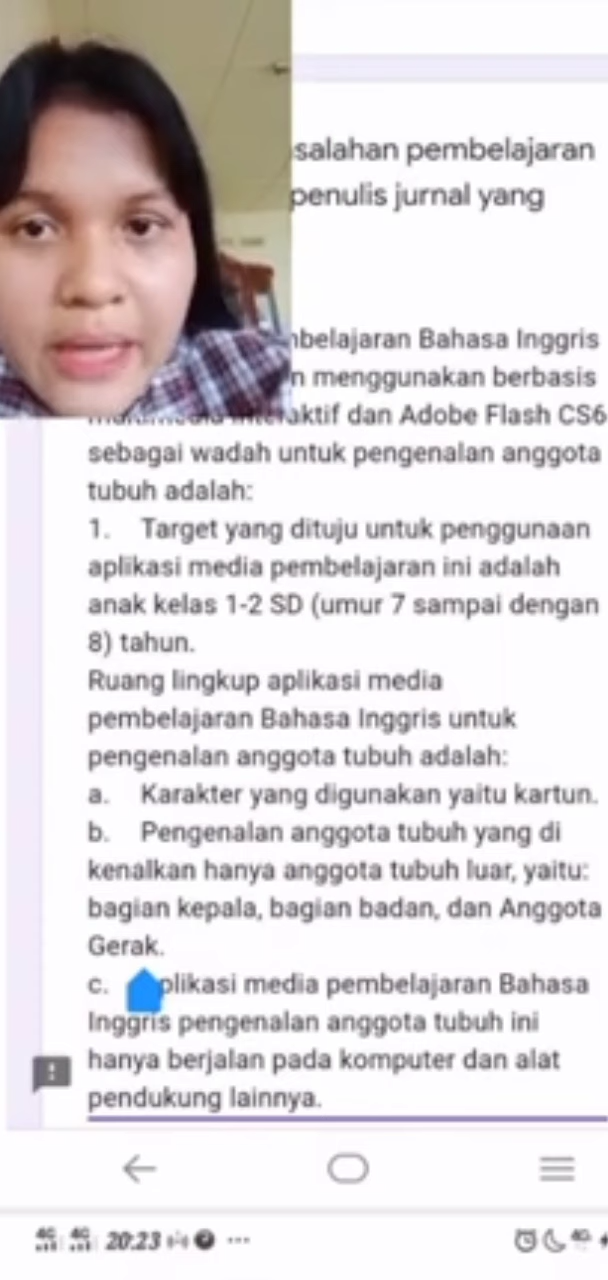 salahan pembelajaran
penulis jurnal yang
belajaran Bahasa Inggris
n menggunakan berbasis
aktif dan Adobe Flash CS6
sebagai wadah untuk pengenalan anggota
tubuh adalah:
1. Target yang dituju untuk penggunaan
aplikasi media pembelajaran ini adalah
anak kelas 1-2 SD (umur 7 sampai dengan
8) tahun.
Ruang lingkup aplikasi media
pembelajaran Bahasa Inggris untuk
pengenalan anggota tubuh adalah:
a. Karakter yang digunakan yaitu kartun.
b. Pengenalan anggota tubuh yang di
kenalkan hanya anggota tubuh luar, yaitu:
bagian kepala, bagian badan, dan Anggota
Gerak.
c. plikasi media pembelajaran Bahasa
Inggris pengenalan anggota tubuh ini
hanya berjalan pada komputer dan alat
pendukung lainnya.
4G 4G 20:23 ...